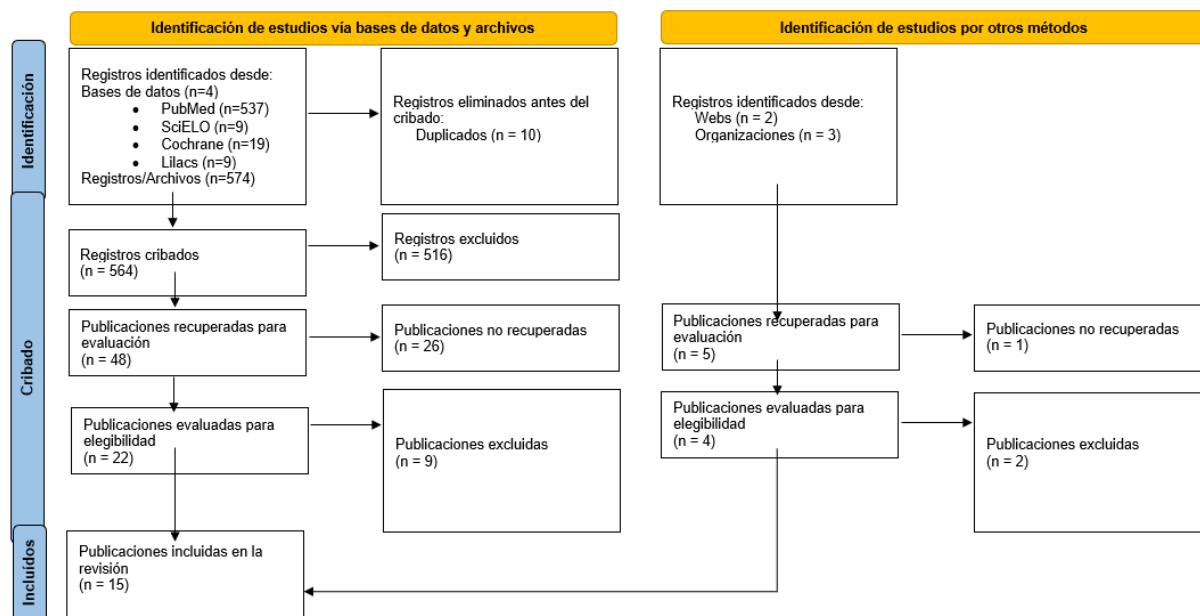 Identificación de estudios vía bases de datos y archivos
Identificación de estudios por otros métodos
Identificación
Registros identificados desde:
Bases de datos (n=4)
• PubMed (n=537)
• SciELO (n=9)
• Cochrane (n=19)
• Lilacs (n=9)
Registros/Archivos (n=574)
Registros eliminados antes del
cribado:
Duplicados (n = 10)
Registros identificados desde:
Webs (n = 2)
Organizaciones (n = 3)
Cribado
Registros cribados
(n = 564)
Registros excluidos
(n = 516)
Publicaciones recuperadas para
evaluación
(n = 48)
Publicaciones no recuperadas
(n = 26)
Publicaciones recuperadas para
evaluación
(n = 5)
Publicaciones no recuperadas
(n = 1)
Publicaciones evaluadas para
elegibilidad
(n = 22)
Publicaciones excluidas
(n = 9)
Publicaciones evaluadas para
elegibilidad
(n = 4)
Publicaciones excluidas
(n = 2)
Incluídos
Publicaciones incluidas en la
revisión
(n = 15)